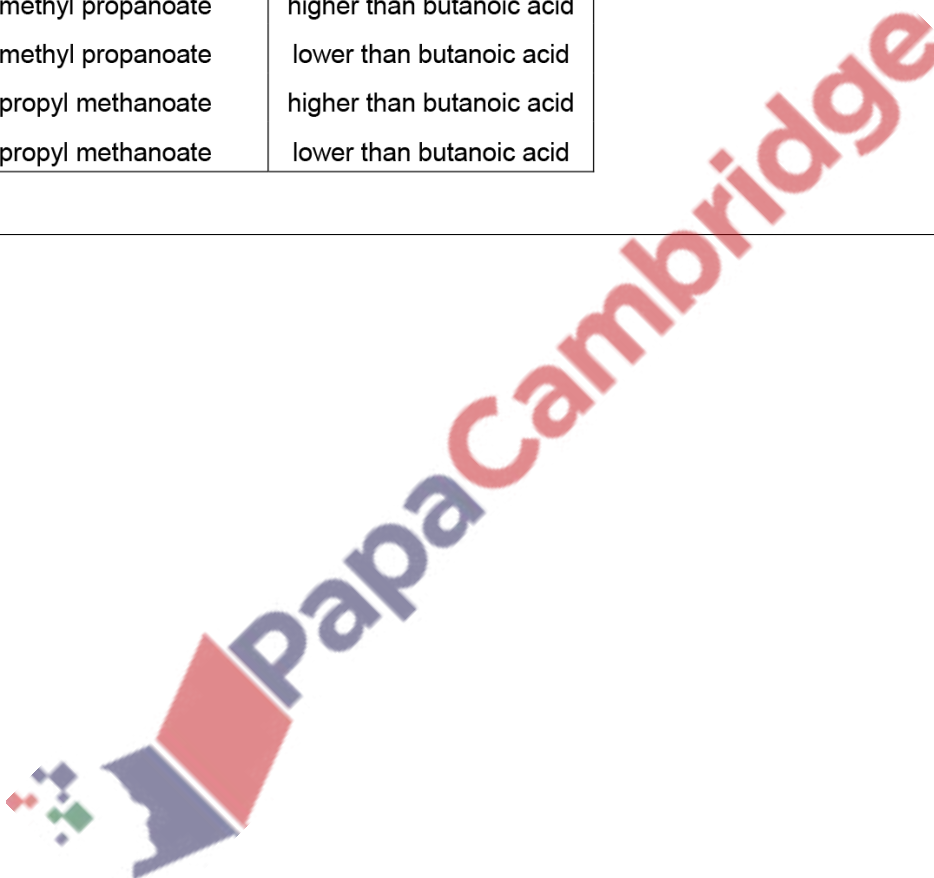 methyl propanoate higher than butanoic acid
methyl propanoate lower than butanoic acid
propyl methanoate higher than butanoic acid
propyl methanoate lower than butanoic acid
PapaCambridge